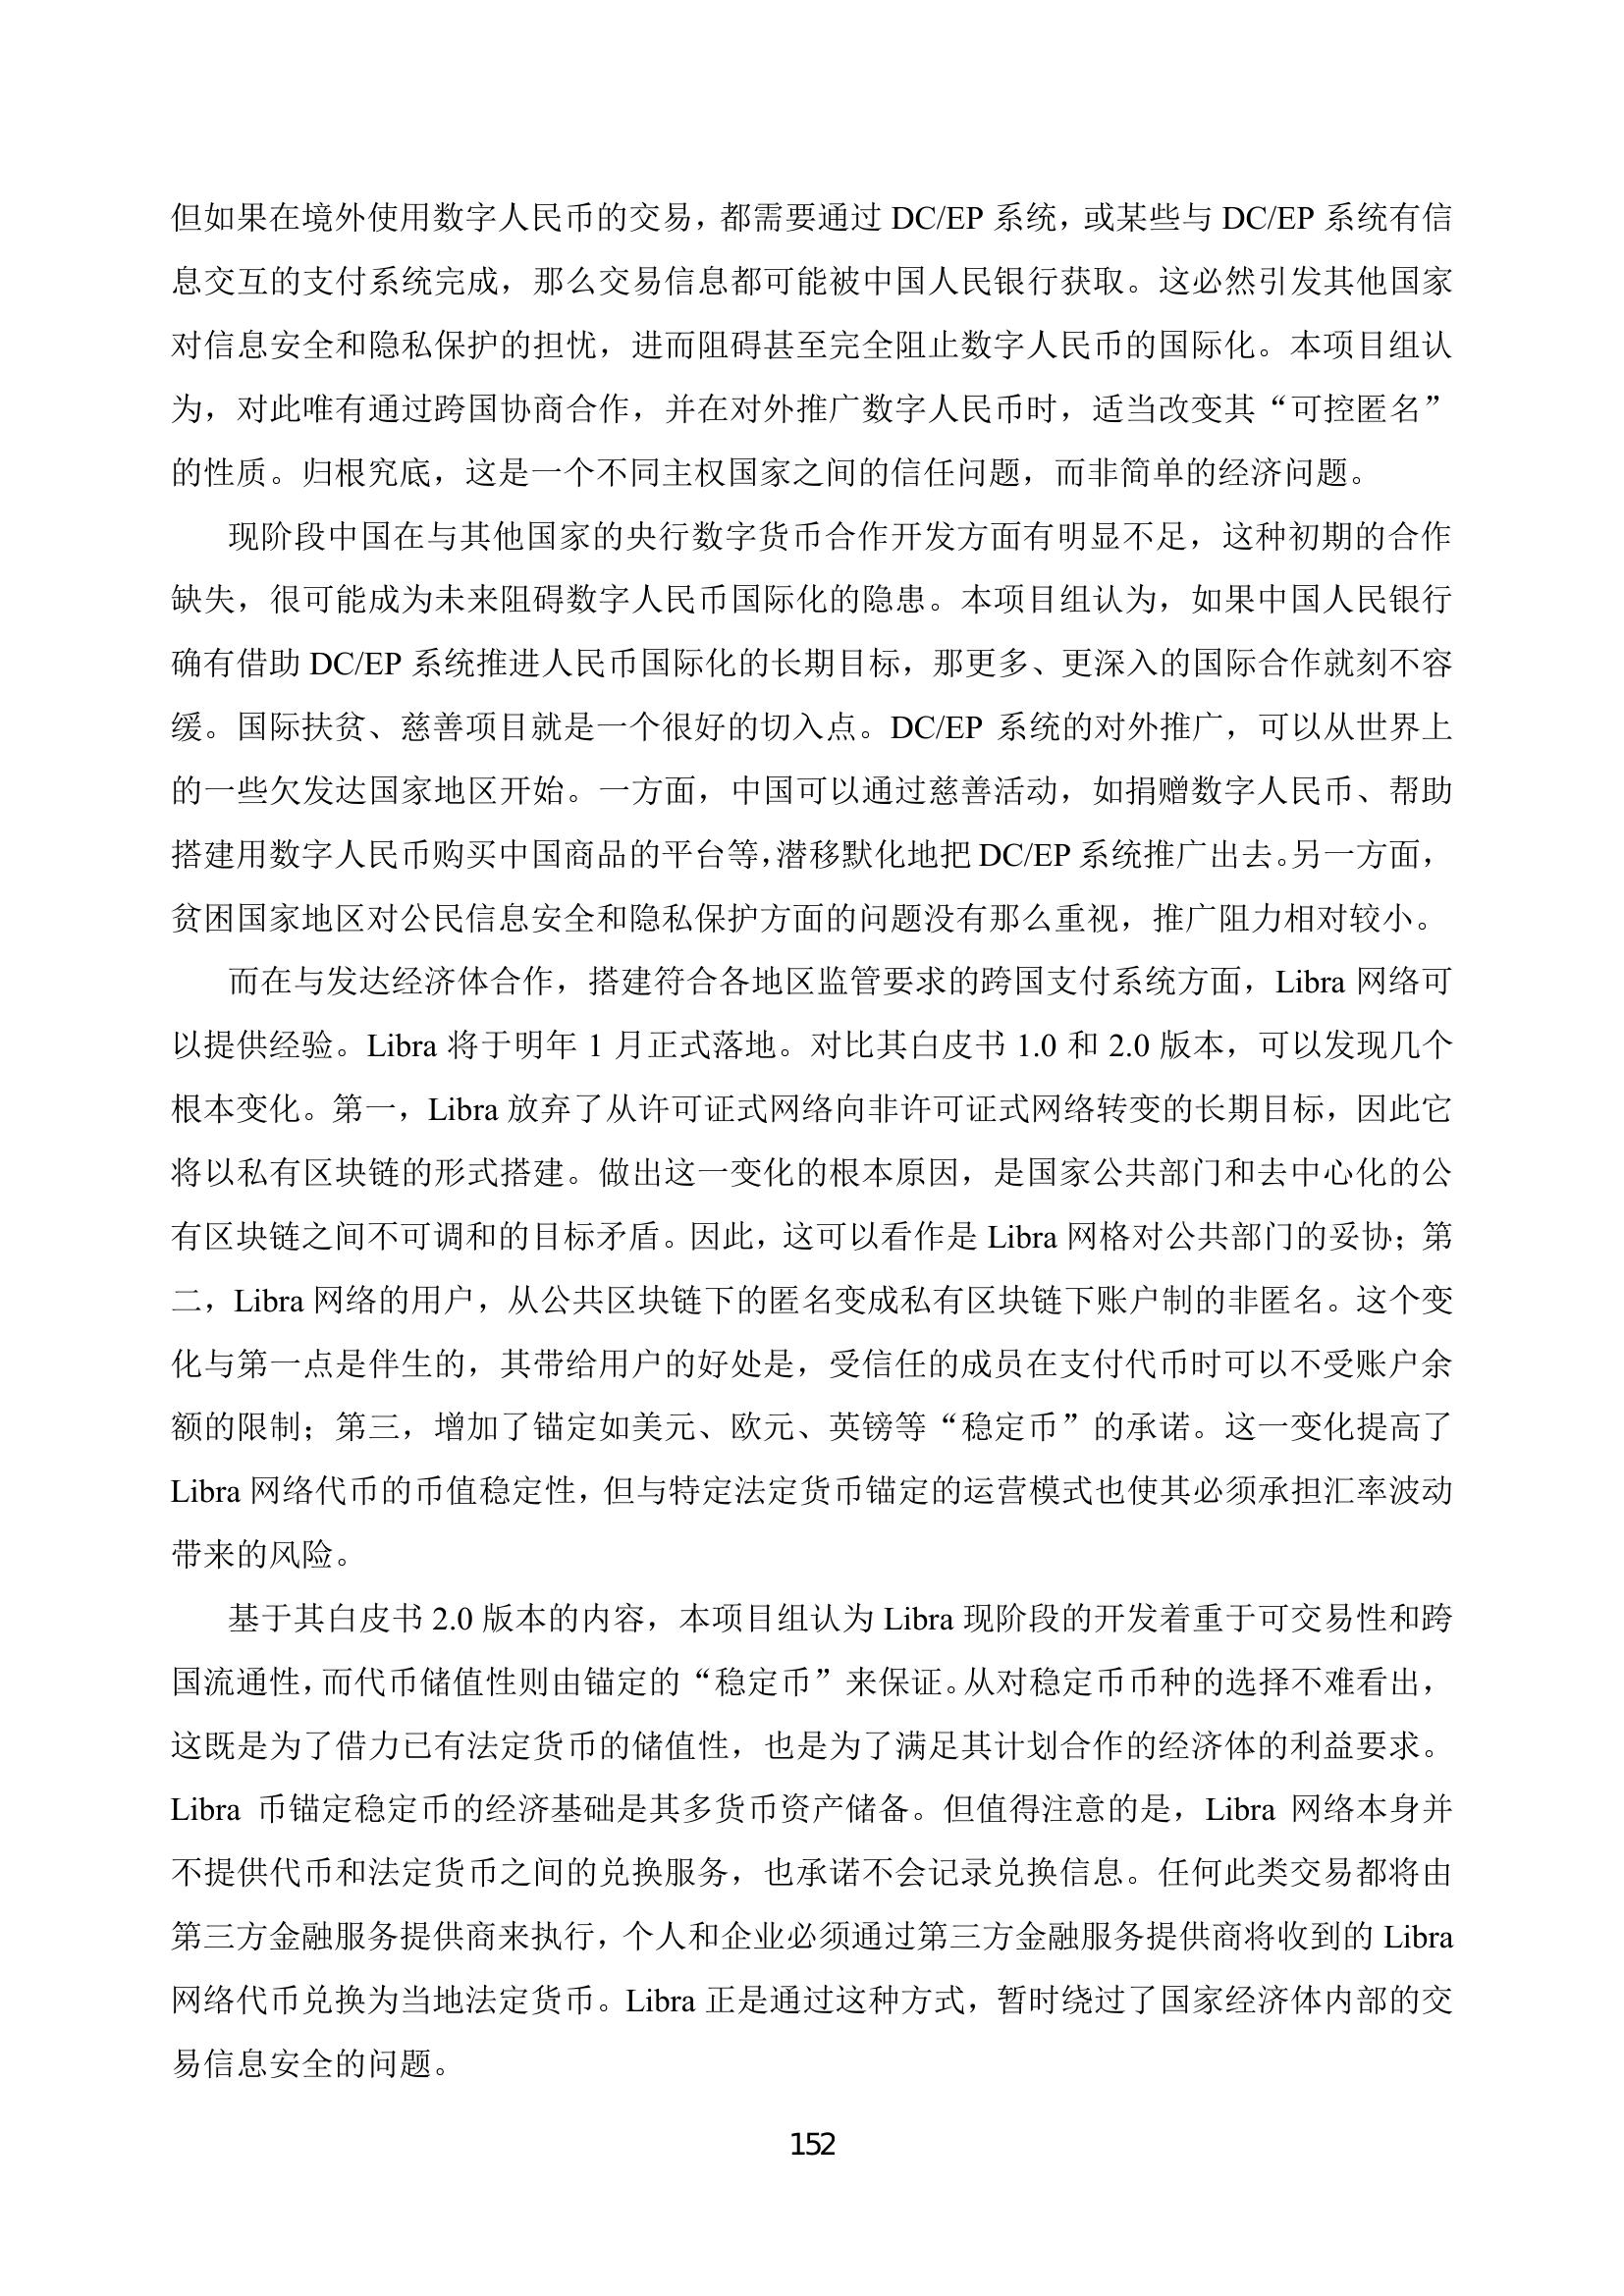 但如果在境外使用数字人民币的交易，都需要通过 DC/EP 系统，或某些与 DC/EP 系统有信
息交互的支付系统完成，那么交易信息都可能被中国人民银行获取。这必然引发其他国家
对信息安全和隐私保护的担忧，进而阻碍甚至完全阻止数字人民币的国际化。本项目组认
为，对此唯有通过跨国协商合作，并在对外推广数字人民币时，适当改变其“可控匿名”
的性质。归根究底，这是一个不同主权国家之间的信任问题，而非简单的经济问题。
现阶段中国在与其他国家的央行数字货币合作开发方面有明显不足，这种初期的合作
缺失，很可能成为未来阻碍数字人民币国际化的隐患。本项目组认为，如果中国人民银行
确有借助 DC/EP 系统推进人民币国际化的长期目标，那更多、更深入的国际合作就刻不容
缓。国际扶贫、慈善项目就是一个很好的切入点。DC/EP 系统的对外推广，可以从世界上
的一些欠发达国家地区开始。一方面，中国可以通过慈善活动，如捐赠数字人民币、帮助
搭建用数字人民币购买中国商品的平台等，潜移默化地把 DC/EP 系统推广出去。另一方面，
贫困国家地区对公民信息安全和隐私保护方面的问题没有那么重视，推广阻力相对较小。
而在与发达经济体合作，搭建符合各地区监管要求的跨国支付系统方面，Libra 网络可
以提供经验。Libra 将于明年 1 月正式落地。对比其白皮书 1.0 和 2.0 版本，可以发现几个
根本变化。第一，Libra 放弃了从许可证式网络向非许可证式网络转变的长期目标，因此它
将以私有区块链的形式搭建。做出这一变化的根本原因，是国家公共部门和去中心化的公
有区块链之间不可调和的目标矛盾。因此，这可以看作是 Libra 网格对公共部门的妥协；第
二，Libra 网络的用户，从公共区块链下的匿名变成私有区块链下账户制的非匿名。这个变
化与第一点是伴生的，其带给用户的好处是，受信任的成员在支付代币时可以不受账户余
额的限制；第三，增加了锚定如美元、欧元、英镑等“稳定币”的承诺。这一变化提高了
Libra 网络代币的币值稳定性，但与特定法定货币锚定的运营模式也使其必须承担汇率波动
带来的风险。
基于其白皮书 2.0 版本的内容，本项目组认为 Libra 现阶段的开发着重于可交易性和跨
国流通性，而代币储值性则由锚定的“稳定币”来保证。从对稳定币币种的选择不难看出，
这既是为了借力已有法定货币的储值性，也是为了满足其计划合作的经济体的利益要求。
Libra 币锚定稳定币的经济基础是其多货币资产储备。但值得注意的是，Libra 网络本身并
不提供代币和法定货币之间的兑换服务，也承诺不会记录兑换信息。任何此类交易都将由
第三方金融服务提供商来执行，个人和企业必须通过第三方金融服务提供商将收到的 Libra
网络代币兑换为当地法定货币。Libra 正是通过这种方式，暂时绕过了国家经济体内部的交
易信息安全的问题。
152